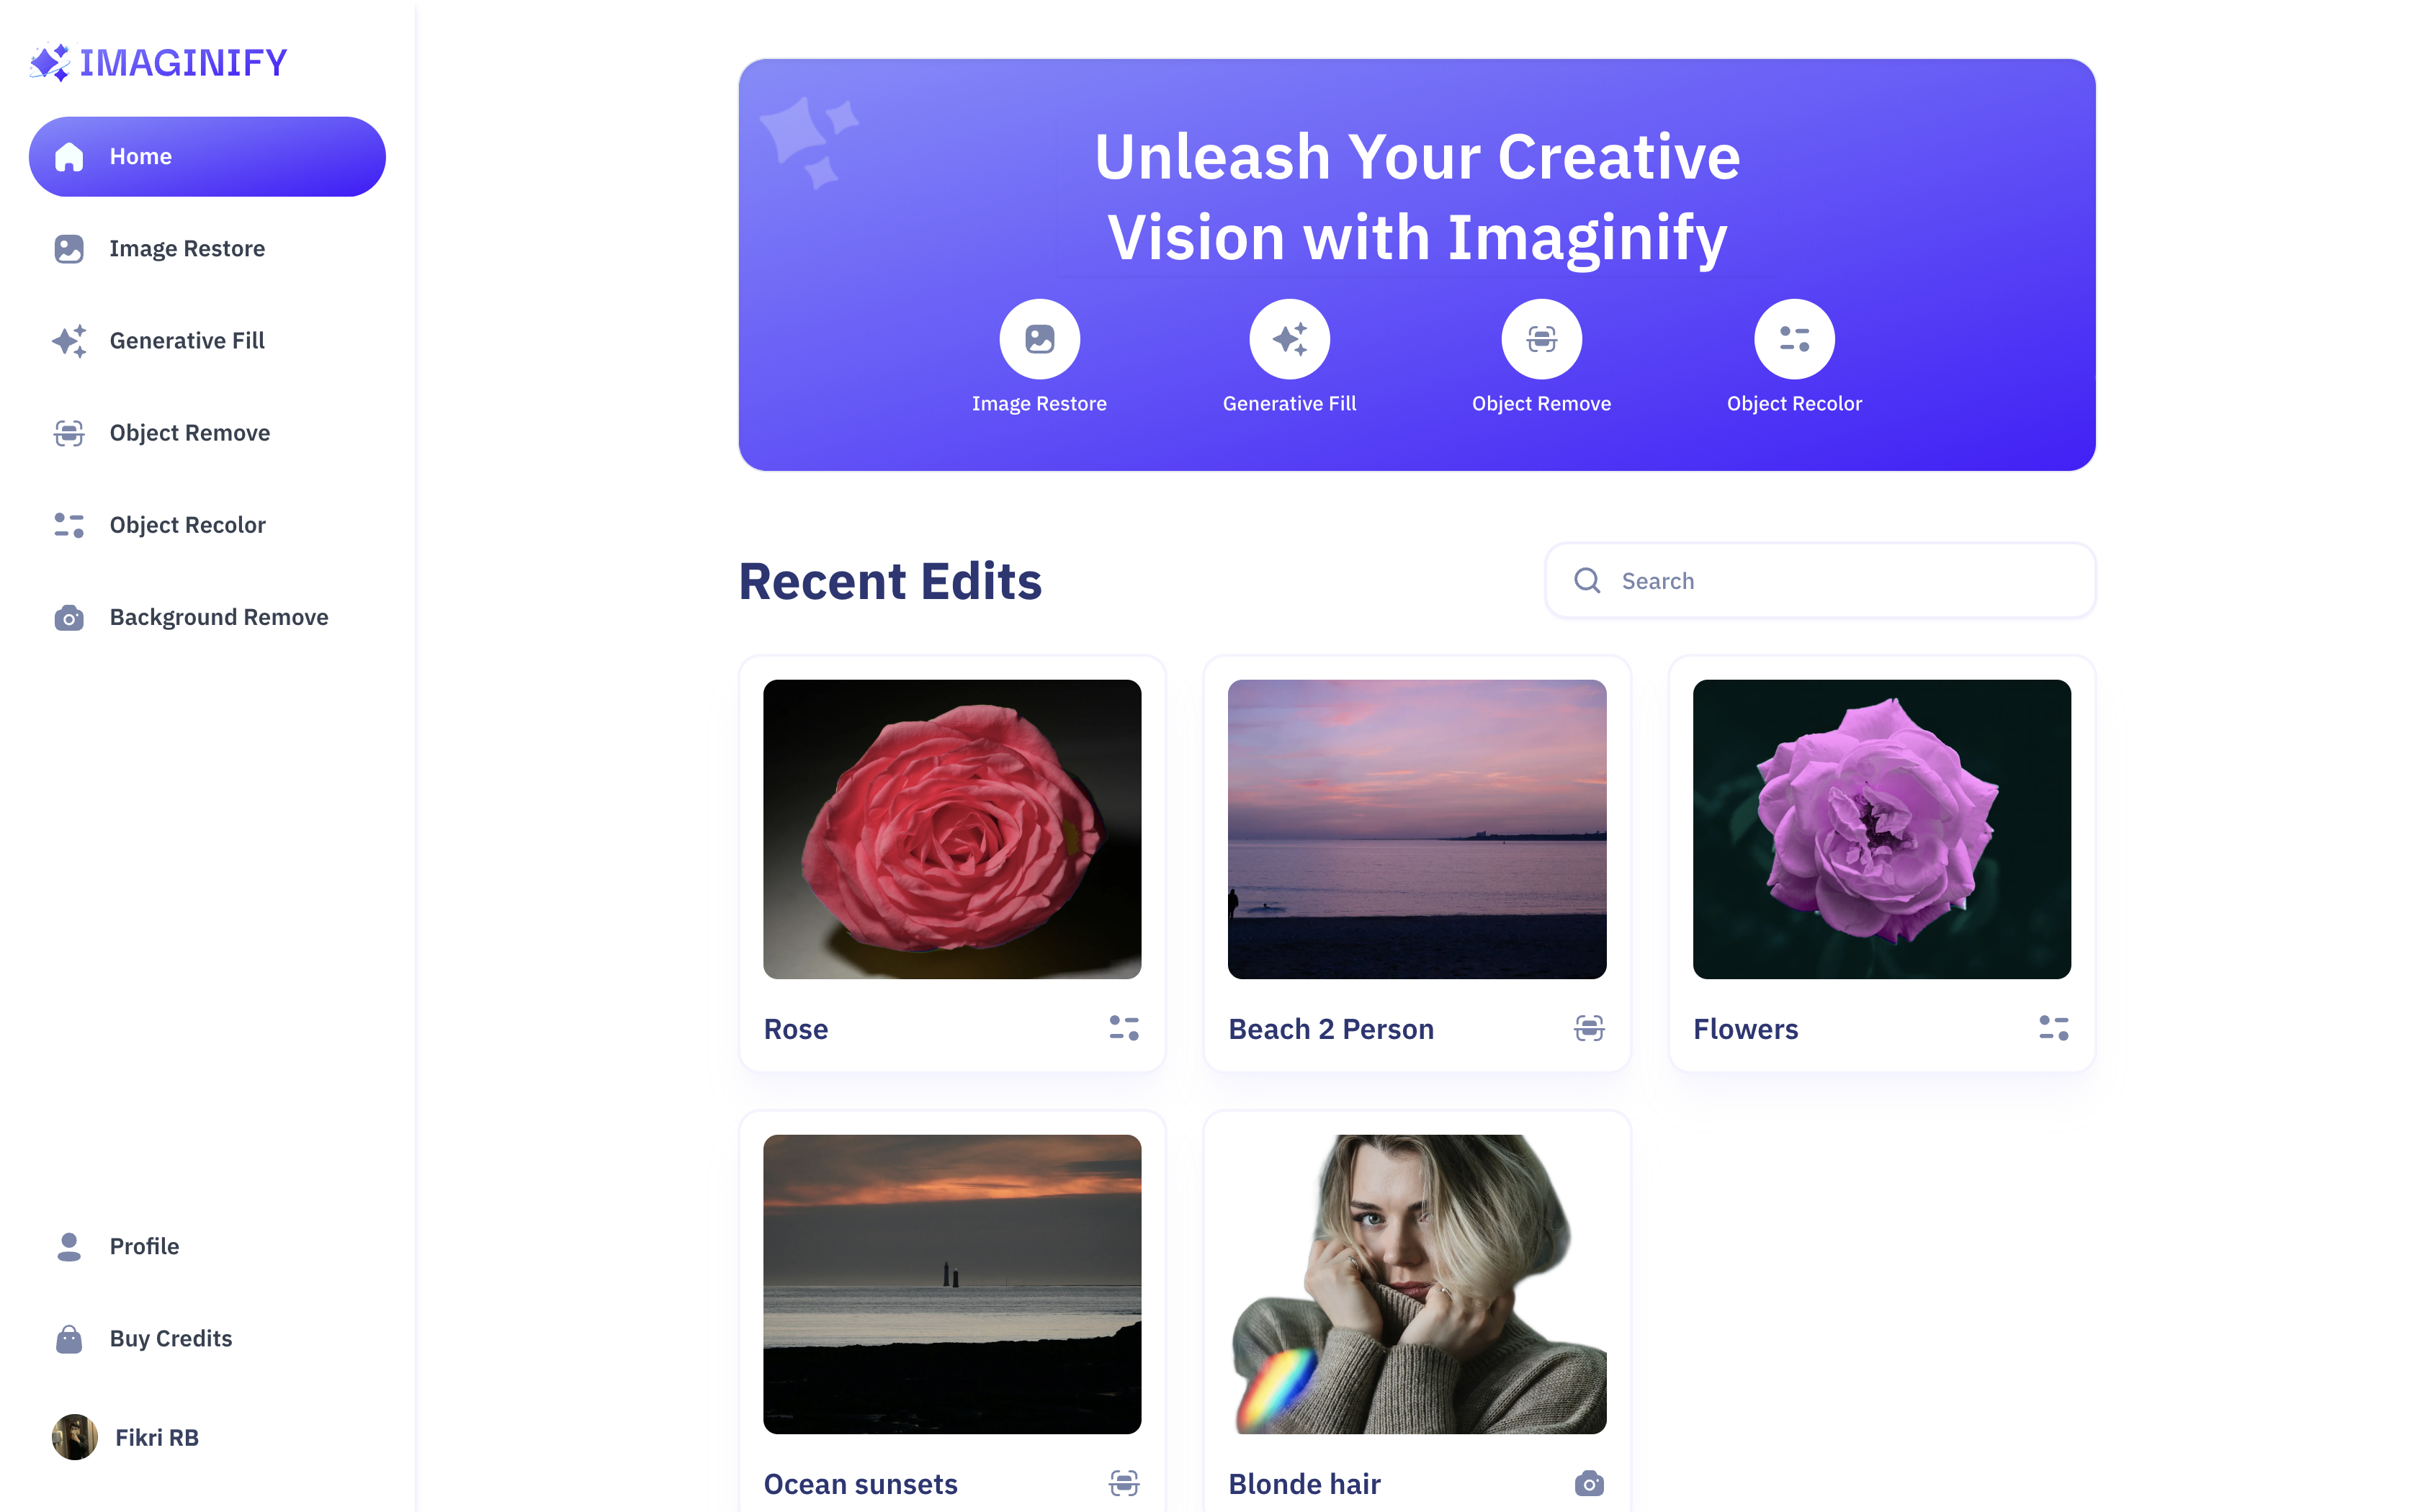 IMAGINIFY
Home
Image Restore
Generative Fill
Object Remove
Object Recolor
Background Remove
Profile
Buy Credits
Fikri RB
Unleash Your Creative
Vision with Imaginify
Image Restore
Generative Fill
Object Remove
Object Recolor
Recent Edits
Search
Rose
Beach 2 Person
Flowers
Ocean sunsets
Blonde hair